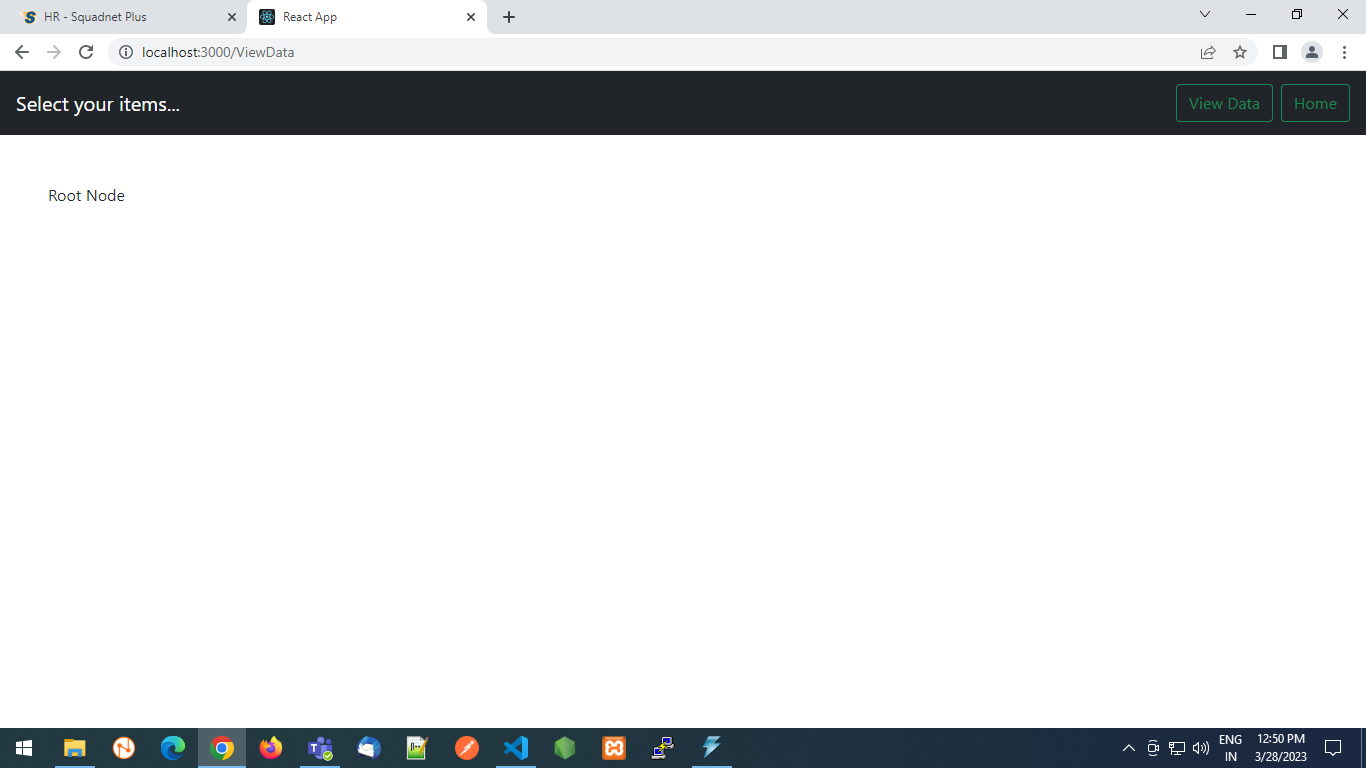 HR - Squadnet Plus
React App
localhost:3000/ViewData
Select your items...
View Data
Home
Root Node
ENG
IN
12:50 PM
3/28/2023